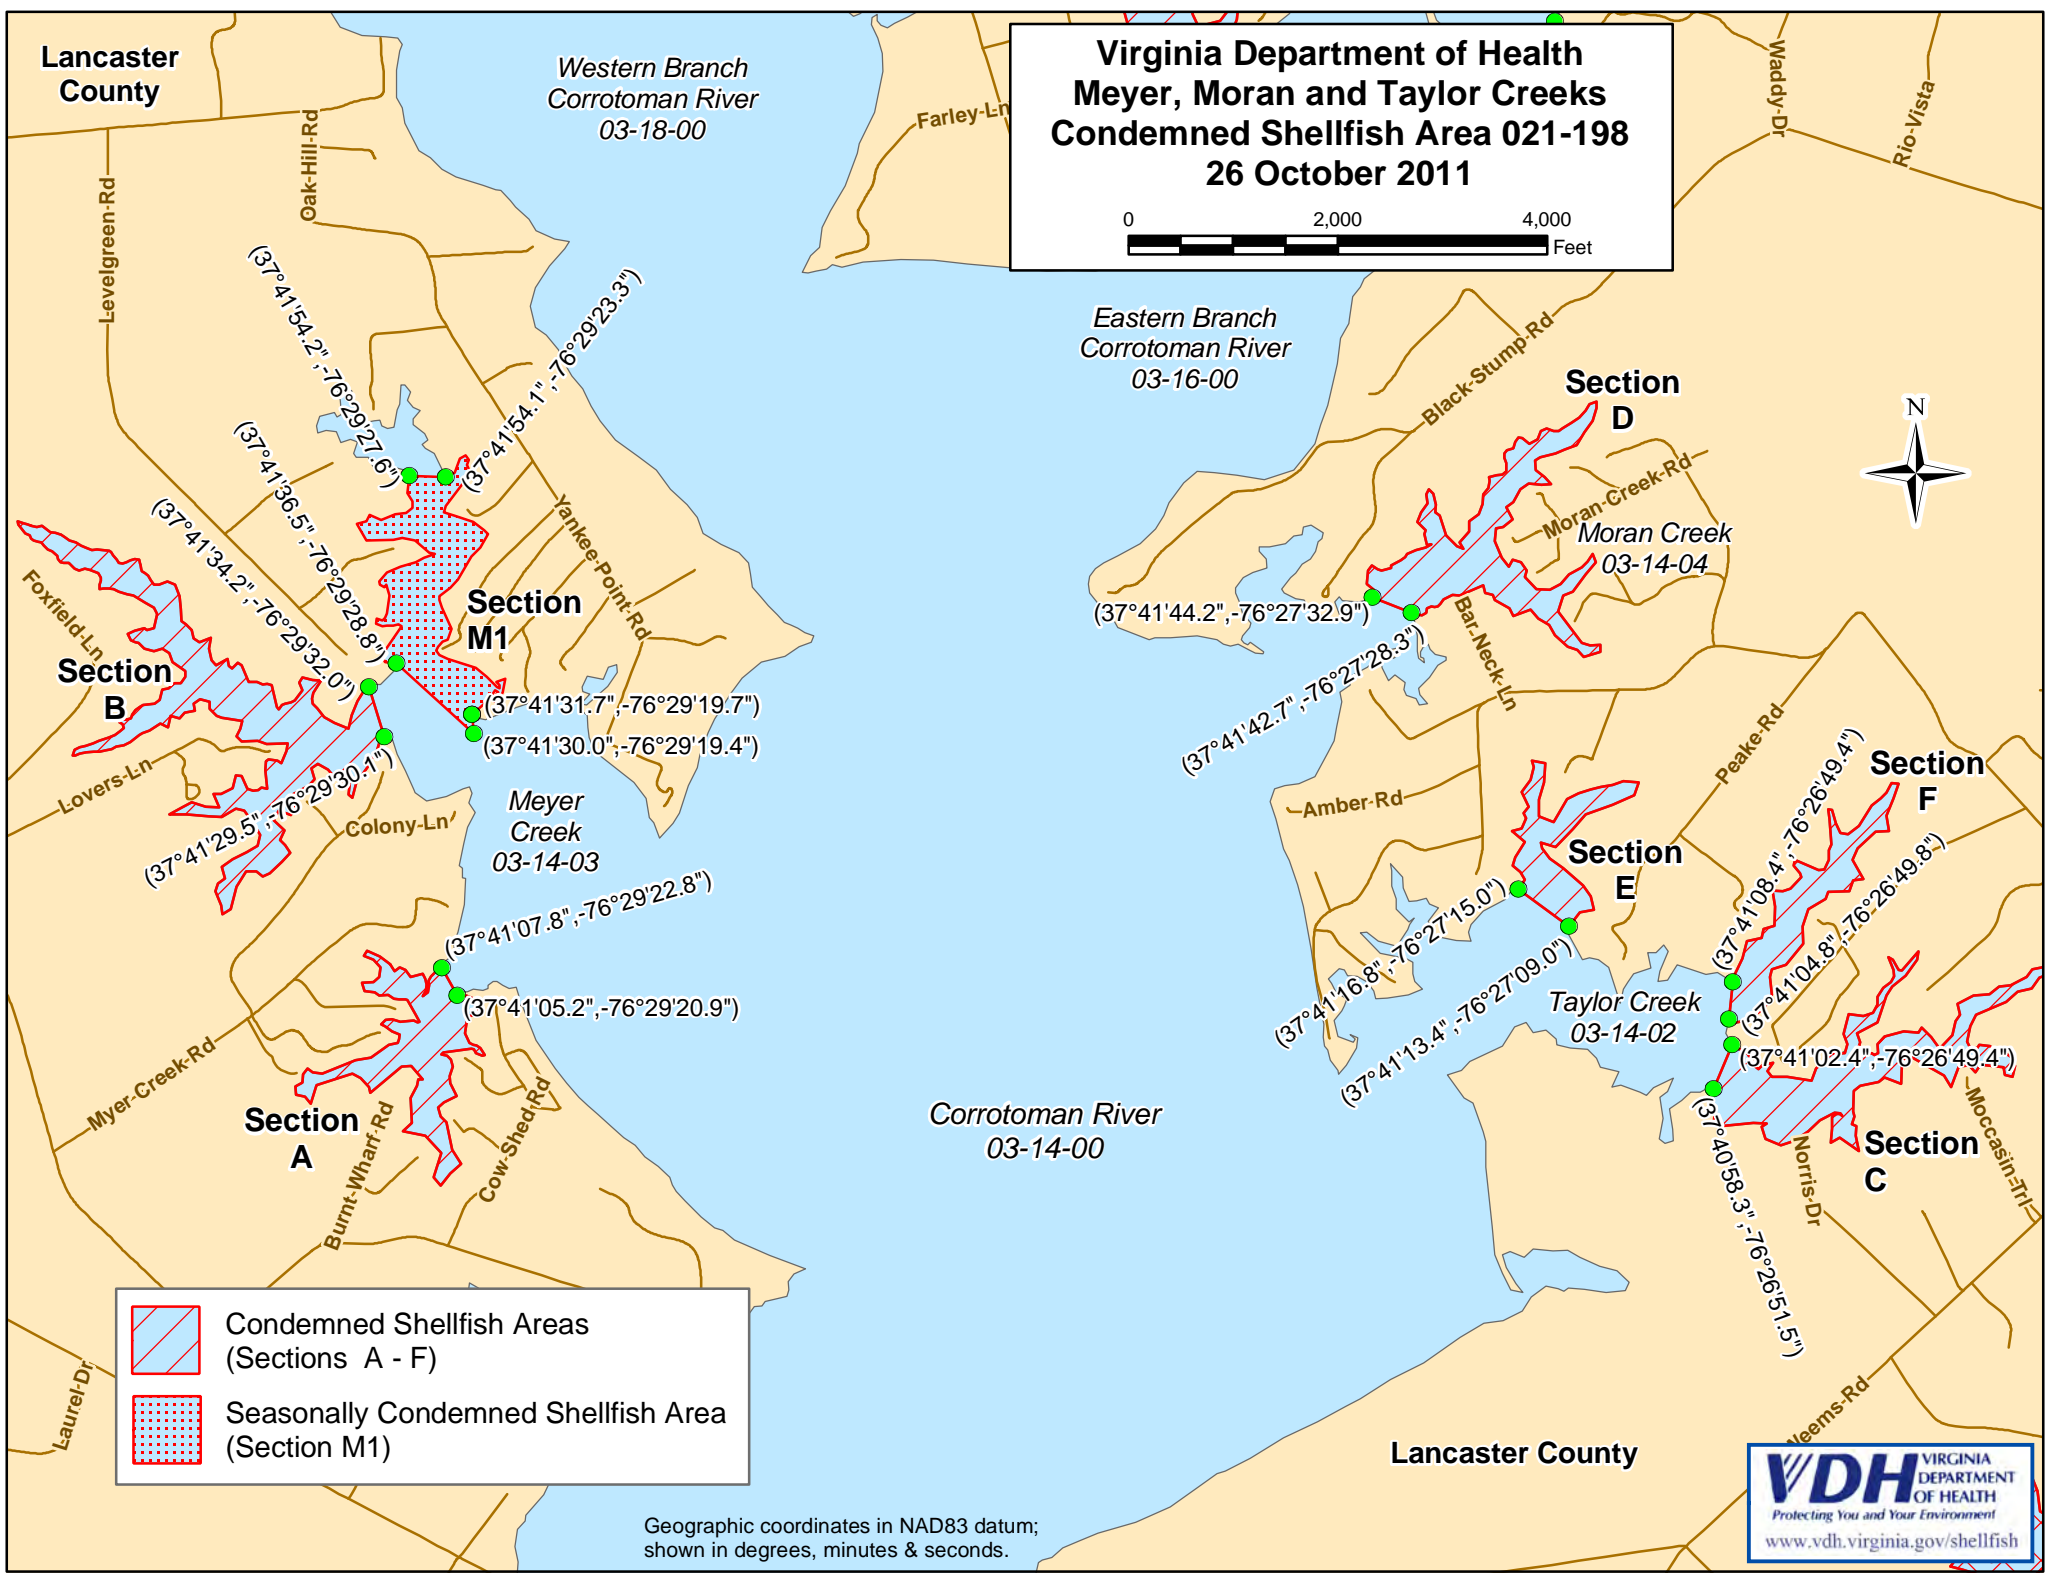 Lancaster
County
Western Branch
Corrotoman River
03-18-00
Virginia Department of Health
Meyer, Moran and Taylor Creeks
Condemned Shellfish Area 021-198
26 October 2011
0 2,000 4,000
Feet
Farley-Ln
Waddy-Dr
Rio-Vista
Oak-Hill-Rd
Levelgreen-Rd
(37°41'54.2",-76°29'27.6")
(37°41'54.1",-76°29'23.3")
Eastern Branch
Corrotoman River
03-16-00
Black-Stump-Rd
Section
D
N
(37°41'36.5",-76°29'28.8")
(37°41'34.2",-76°29'32.0")
Yankee-Point-Rd
Moran-Creek-Rd
Moran Creek
03-14-04
Foxfield-Ln
Section
M1
(37°41'44.2",-76°27'32.9")
(37°41'42.7",-76°27'28.3")
Bar-Neck-Ln
Section
B
(37°41'31.7",-76°29'19.7")
(37°41'30.0",-76°29'19.4")
Lovers-Ln
(37°41'29.5",-76°29'30.1")
Colony-Ln
Meyer
Creek
03-14-03
Amber-Rd
Peake-Rd
Section
F
(37°41'08.4",-76°26'49.4")
(37°41'04.8",-76°26'49.8")
Section
E
(37°41'07.8",-76°29'22.8")
(37°41'05.2",-76°29'20.9")
(37°41'16.8",-76°27'15.0")
(37°41'13.4",-76°27'09.0")
Taylor Creek
03-14-02
(37°41'02.4",-76°26'49.4")
Myer-Creek-Rd
Section
A
Burnt-Wharf-Rd
Cow-Shed-Rd
Corrotoman River
03-14-00
Section
C
Moccasin-Trl
Norris-Dr
(37°40'58.3",-76°26'51.5")
Condemned Shellfish Areas
(Sections A - F)
Seasonally Condemned Shellfish Area
(Section M1)
Laurel-Dr
Weems-Rd
Lancaster County
Geographic coordinates in NAD83 datum;
shown in degrees, minutes & seconds.
VDH VIRGINIA
DEPARTMENT
OF HEALTH
Protecting You and Your Environment
www.vdh.virginia.gov/shellfish